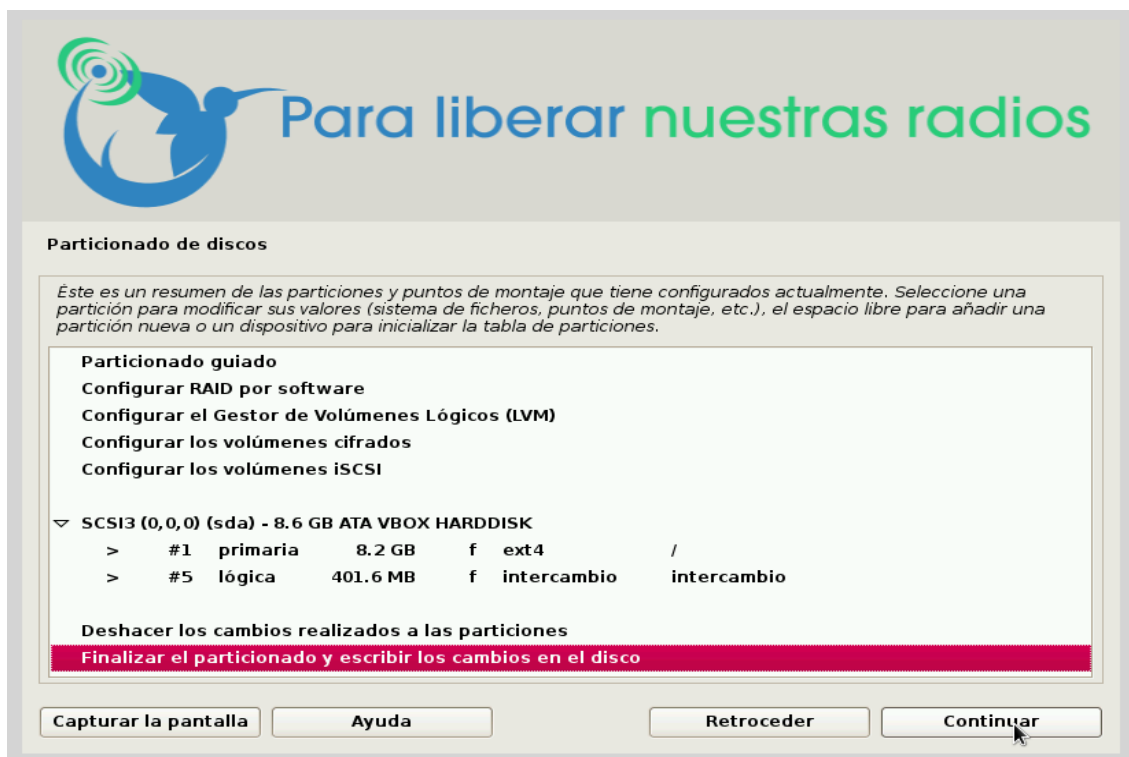 Para liberar nuestras radios
Particionado de discos
Éste es un resumen de las particiones y puntos de montaje que tiene configurados actualmente. Seleccione una
partición para modificar sus valores (sistema de ficheros, puntos de montaje, etc.), el espacio libre para añadir una
partición nueva o un dispositivo para inicializar la tabla de particiones.
Particionado guiado
Configurar RAID por software
Configurar el Gestor de Volúmenes Lógicos (LVM)
Configurar los volúmenes cifrados
Configurar los volúmenes iSCSI
SCSI3 (0,0,0) (sda) - 8.6 GB ATA VBOX HARDDISK
> #1 primaria 8.2 GB f ext4 /
> #5 lógica 401.6 MB f intercambio intercambio
Deshacer los cambios realizados a las particiones
Finalizar el particionado y escribir los cambios en el disco
Capturar la pantalla Ayuda Retroceder Continuar